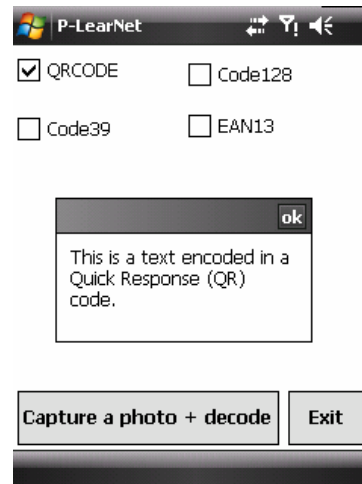 P-LearNet
QRCODE
Code128
Code39
EAN13
ok
This is a text encoded in a
Quick Response (QR)
code.
Capture a photo + decode
Exit